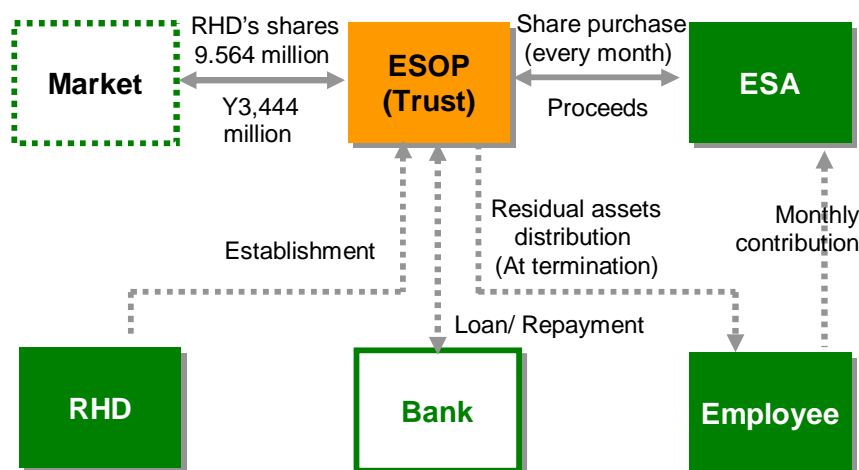 RHD's shares
9.564 million
Market
Y3,444
million
ESOP
(Trust)
Share purchase
(every month)
Proceeds
ESA
Establishment
Residual assets
distribution
(At termination)
Monthly
contribution
Loan/ Repayment
RHD
Bank
Employee